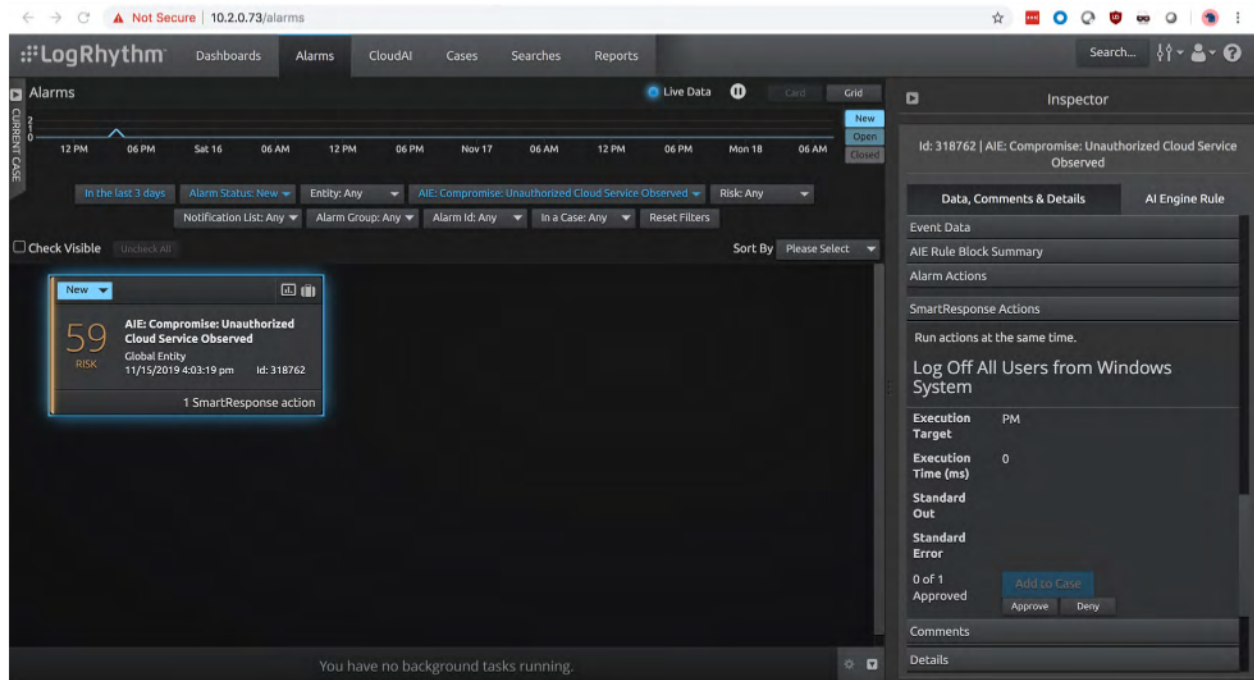 Not Secure | 10.2.0.73/alarms
LogRhythm Dashboards Alarms CloudAI Cases Searches Reports Search...
CURRENT CASE
Alarms Live Data Card Grid
2
1
0
12 PM 06 PM Sat 16 06 AM 12 PM 06 PM Nov 17 06 AM 12 PM 06 PM Mon 18 06 AM
New
Open
Closed
In the last 3 days Alarm Status: New Entity: Any AIE: Compromise: Unauthorized Cloud Service Observed Risk: Any
Notification List: Any Alarm Group: Any Alarm Id: Any In a Case: Any Reset Filters
Check Visible Uncheck All Sort By Please Select
New
59
RISK
AIE: Compromise: Unauthorized
Cloud Service Observed
Global Entity
11/15/2019 4:03:19 pm Id: 318762
1 SmartResponse action
You have no background tasks running.
Inspector
Id: 318762 | AIE: Compromise: Unauthorized Cloud Service
Observed
Data, Comments & Details AI Engine Rule
Event Data
AIE Rule Block Summary
Alarm Actions
SmartResponse Actions
Run actions at the same time.
Log Off All Users from Windows
System
Execution
Target
PM
Execution
Time (ms)
0
Standard
Out
Standard
Error
0 of 1
Approved
Add to Case
Approve Deny
Comments
Details